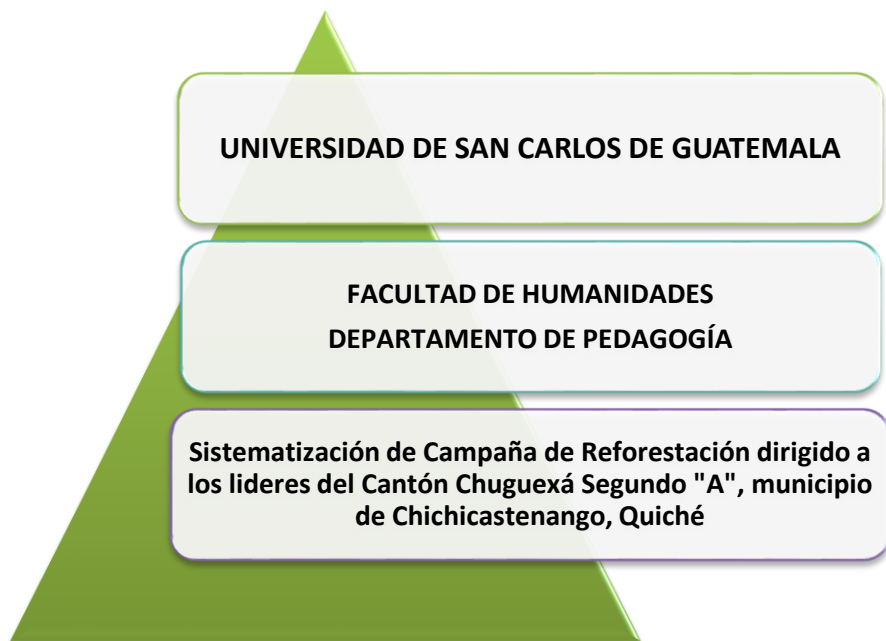 UNIVERSIDAD DE SAN CARLOS DE GUATEMALA
FACULTAD DE HUMANIDADES
DEPARTAMENTO DE PEDAGOGÍA
Sistematización de Campaña de Reforestación dirigido a
los lideres del Cantón Chuguexá Segundo "A", municipio
de Chichicastenango, Quiché